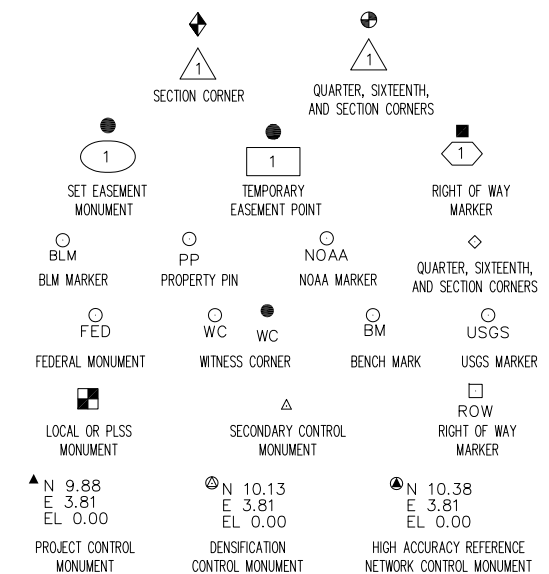 1
1
SECTION CORNER
QUARTER, SIXTEENTH,
AND SECTION CORNERS
1
1
1
SET EASEMENT
MONUMENT
TEMPORARY
EASEMENT POINT
RIGHT OF WAY
MARKER
BLM
PP
NOAA
BLM MARKER
PROPERTY PIN
NOAA MARKER
QUARTER, SIXTEENTH,
AND SECTION CORNERS
FED
WC
WC
BM
USGS
FEDERAL MONUMENT
WITNESS CORNER
BENCH MARK
USGS MARKER
ROW
LOCAL OR PLSS
MONUMENT
SECONDARY CONTROL
MONUMENT
RIGHT OF WAY
MARKER
N 9.88
E 3.81
EL 0.00
N 10.13
E 3.81
EL 0.00
N 10.38
E 3.81
EL 0.00
PROJECT CONTROL
MONUMENT
DENSIFICATION
CONTROL MONUMENT
HIGH ACCURACY REFERENCE
NETWORK CONTROL MONUMENT